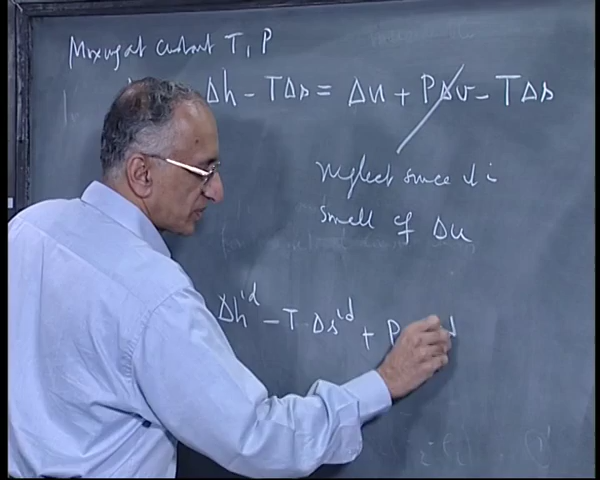 Mixing at constant T, P
Δh - TΔs = Δu + PΔv - TΔs
neglect since it is
small cf Δu
Δh^id - T Δs^id + P